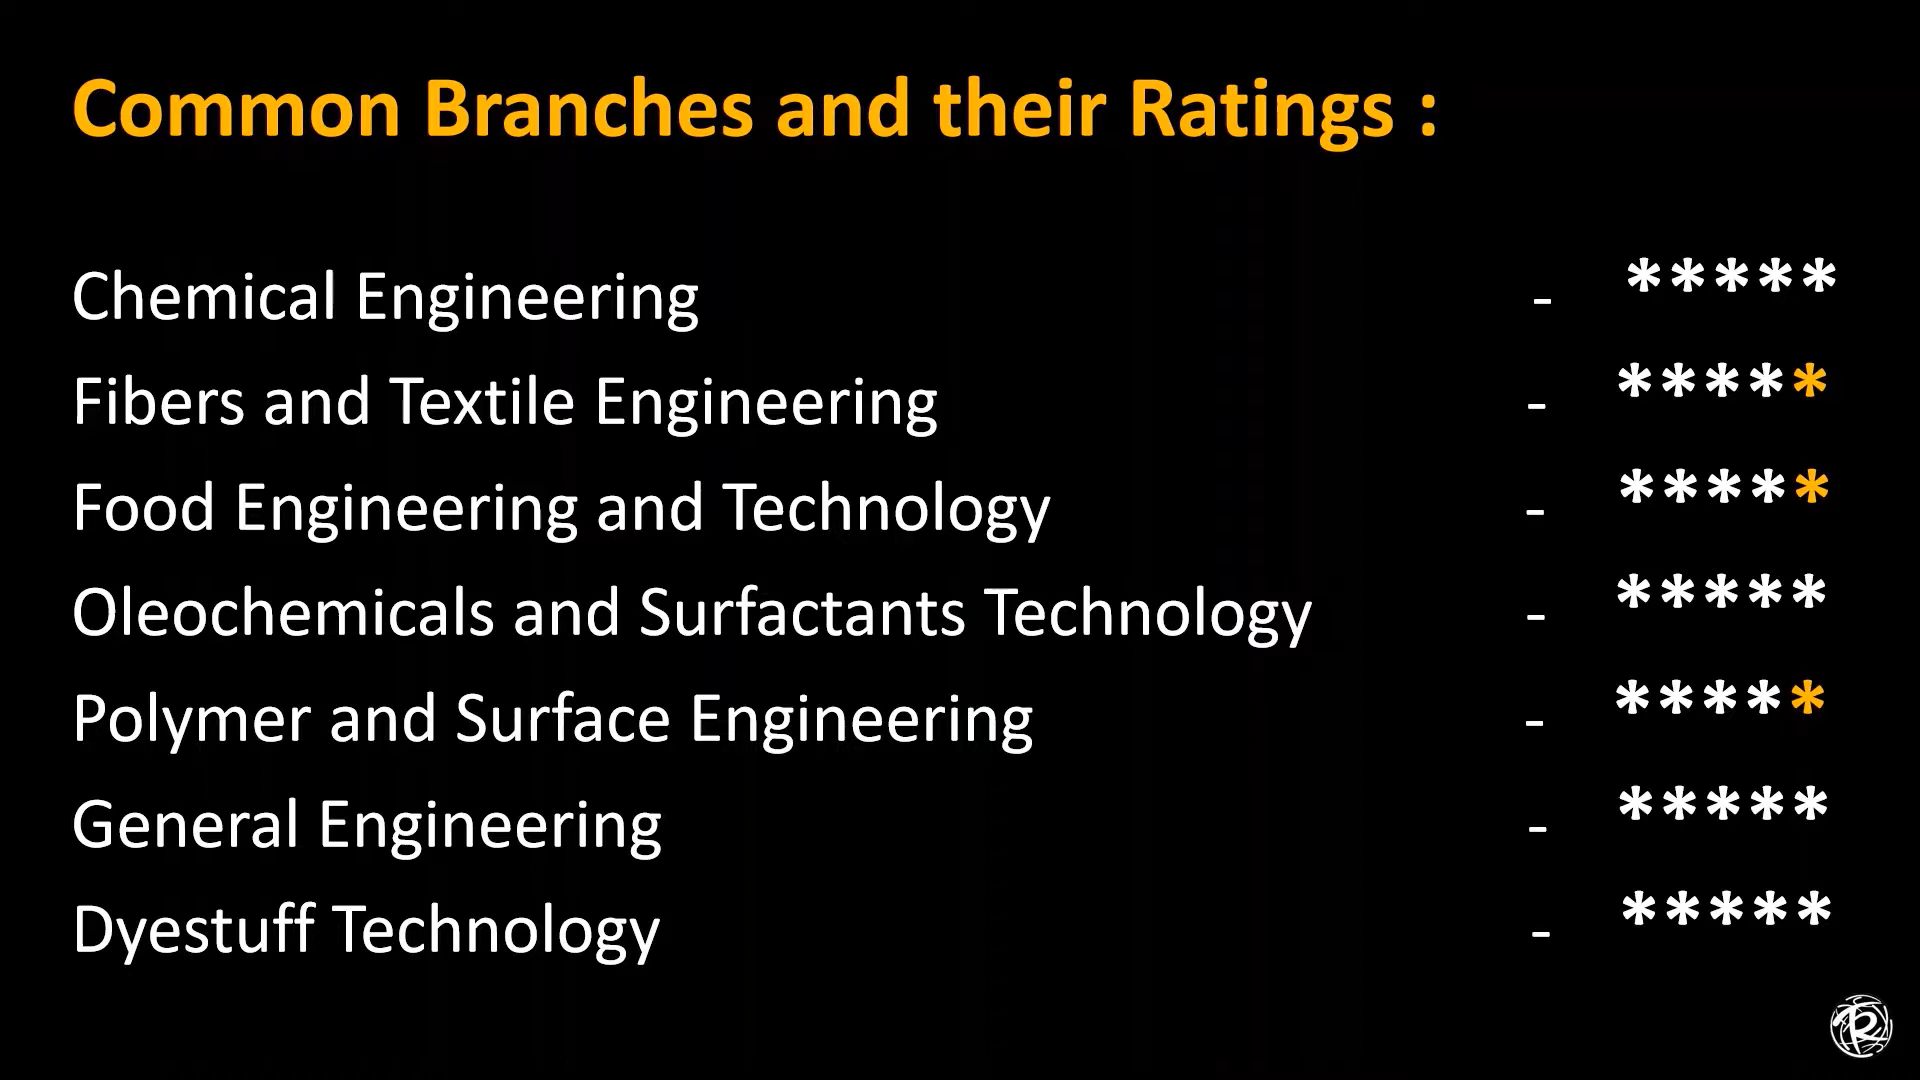 Common Branches and their Ratings :
Chemical Engineering - *****
Fibers and Textile Engineering - *****
Food Engineering and Technology - *****
Oleochemicals and Surfactants Technology - *****
Polymer and Surface Engineering - *****
General Engineering - *****
Dyestuff Technology - *****
R